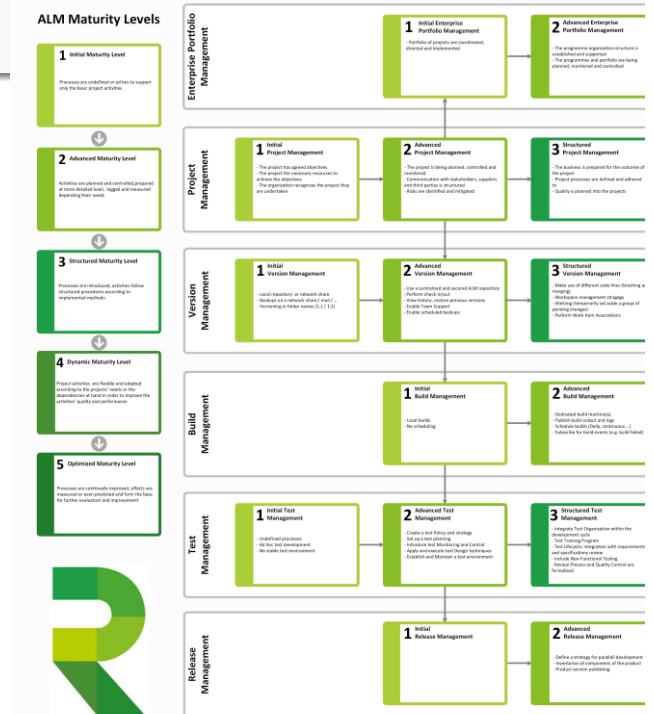 ALM Maturity Levels
1 Initial Maturity Level
Processes are undefined or ad hoc to support
only the basic project activities
2 Advanced Maturity Level
Activities are planned and controlled,prepared
at more detailed level, logged and measured
depending their needs
3 Structured Maturity Level
Processes are introduced, activities follow
structured procedures according to
implemented methods
4 Dynamic Maturity Level
Project activities are flexible and adapted
according to the projects' needs or the
dependencies at hand in order to improve the
activities' quality and performance
5 Optimized Maturity Level
Processes are continually improved; effects are
measured or even predicted and form the base
for further evaluation and improvement
Enterprise Portfolio
Management
1 Initial Enterprise
Portfolio Management
- Portfolio of projects are coordinated,
directed and implemented
2 Advanced Enterprise
Portfolio Management
- The programme organization structure is
established and supported
- The programmes and portfolio are being
planned, monitored and controlled
Project
Management
1 Initial
Project Management
- The project has agreed objectives
- The project the necessary resources to
achieve the objectives
- The organization recognises the project they
are undertaken
2 Advanced
Project Management
- The project is being planned, controlled and
monitored
- Communication with stakeholders, suppliers
and third parties is structured
- Risks are identified and mitigated
3 Structured
Project Management
- The business is prepared for the outcome of
the project
- Project processes are defined and adhered
to
- Quality is planned into the projects
Version
Management
1 Initial
Version Management
- Local repository or network share
- Backups on a network share / mail / ...
- Versioning in folder names (1.1 / 1.2)
2 Advanced
Version Management
- Use a centralized and secured ALM repository
- Perform check-in/out
- View history, restore previous versions
- Enable Team Support
- Enable scheduled backups
3 Structured
Version Management
- Make use of different code lines
merging)
- Workspace management
- Shelving (temporarily set aside a group of
pending changes)
- Perform Work Item Associations
Build
Management
1 Initial
Build Management
- Local builds
- No scheduling
2 Advanced
Build Management
- Dedicated build machine(s)
- Publish build output and logs
- Schedule builds (Daily, continuous ...)
- Subscribe for build events (e.g. build failed)
Test
Management
1 Initial Test
Management
- Undefined processes
- Ad hoc test development
- No stable test environment
2 Advanced Test
Management
- Create a test Policy and strategy
- Set up a test planning
- Introduce test Monitoring and Control
- Apply and execute test Design techniques
- Establish and Maintain a test environment
3 Structured Test
Management
- Integrate Test Organisation within the
development cycle
- Test Training Program
- Test Lifecycle, integration with requirements
and specifications review
- Include Non Functional Testing
- Review Process and Quality Control are
formalised
Release
Management
1 Initial
Release Management
2 Advanced
Release Management
- Define a strategy for parallel development
- Inventorise all components of the product
- Product version publishing